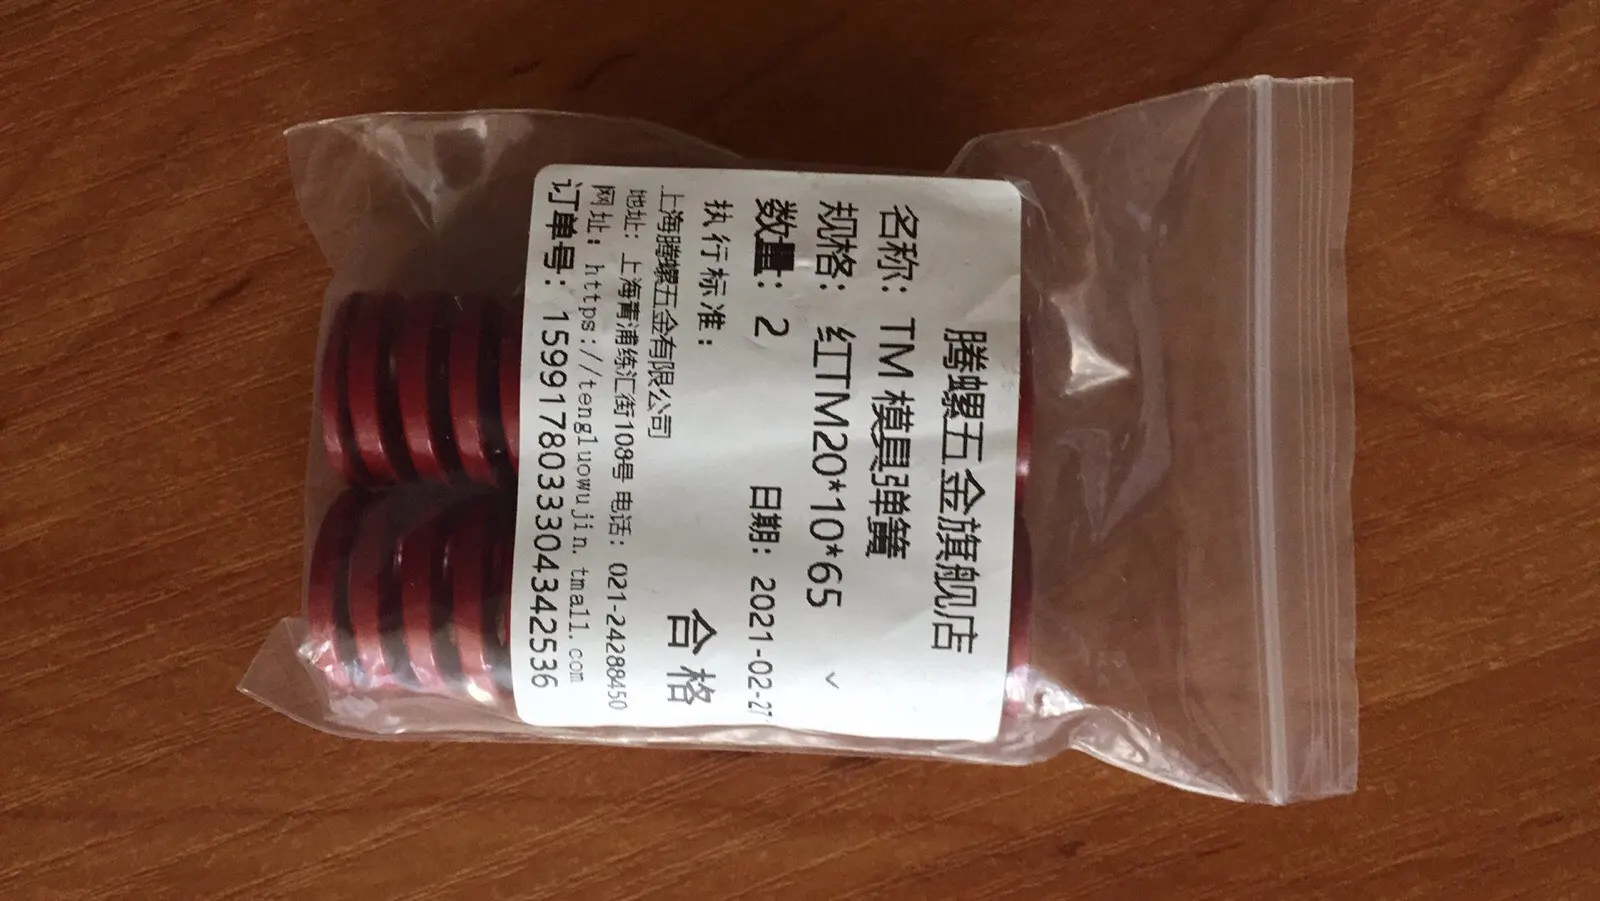 腾螺五金旗舰店
名称: TM 模具弹簧
规格: 红TM20*10*65
数量: 2 日期: 2021-02-27
执行标准: 合格
上海腾螺五金有限公司
地址: 上海青浦练汇街108号 电话: 021-24288450
网址: https://tengluowujin.tmall.com
订单号: 1599178033304342536